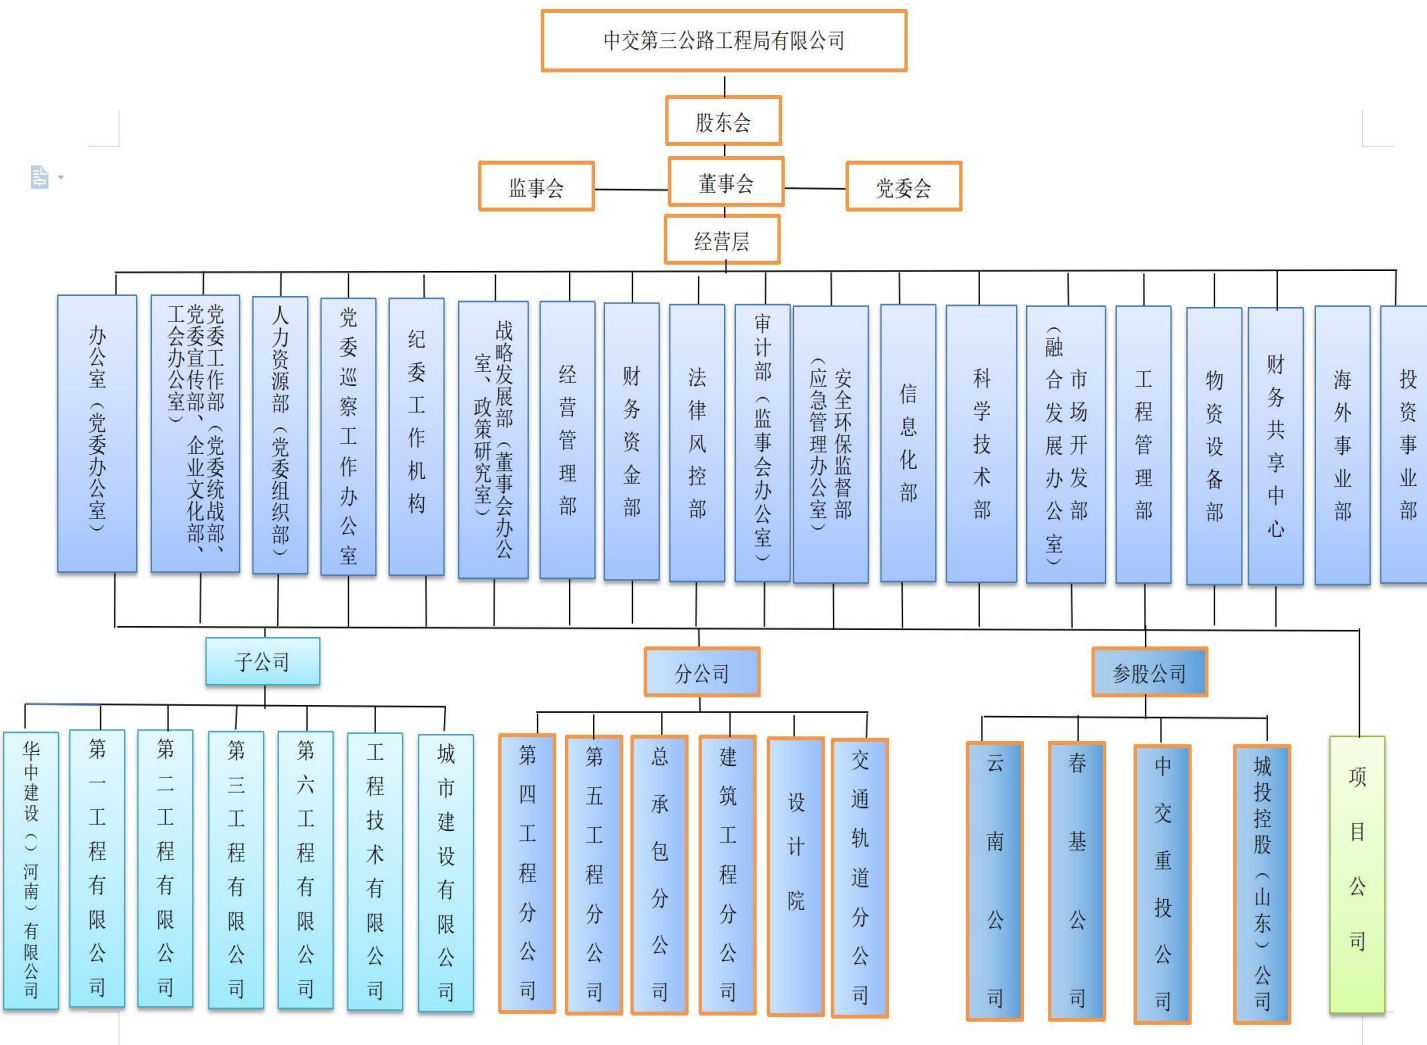 中交第三公路工程局有限公司
股东会
监事会
董事会
党委会
经营层
办公室（党委办公室）
党委工作部（党委统战部、
党委宣传部、企业文化部、
工会办公室）
人力资源部（党委组织部）
党委巡察工作办公室
纪委工作机构
战略发展部（董事会办公
室、政策研究室）
经营管理部
财务资金部
法律风控部
审计部（监事会办公室）
安全环保监督部
（应急管理办公室）
信息化部
科学技术部
市场开发部
（融合发展办公室）
工程管理部
物资设备部
财务共享中心
海外事业部
投资事业部
子公司
分公司
参股公司
华中建设（）河南）有限公司
第一工程有限公司
第二工程有限公司
第三工程有限公司
第六工程有限公司
工程技术有限公司
城市建设有限公司
第四工程分公司
第五工程分公司
总承包分公司
建筑工程分公司
设计院
交通轨道分公司
云南公司
春基公司
中交重投公司
城投控股（山东）公司
项目公司